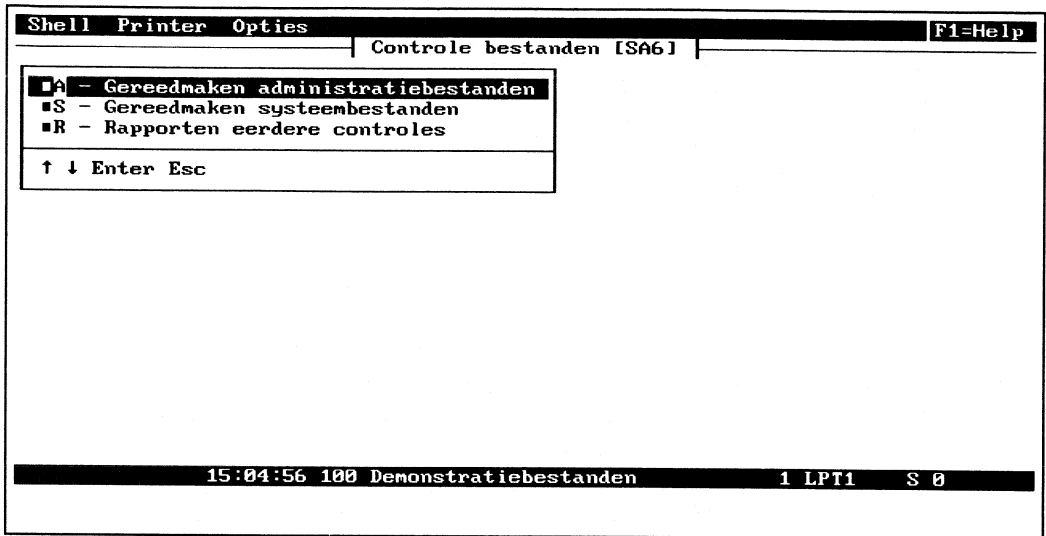 Shell Printer Opties F1=Help
Controle bestanden [SA6]
■A - Gereedmaken administratiebestanden
■S - Gereedmaken systeembestanden
■R - Rapporten eerdere controles
↑ ↓ Enter Esc
15:04:56 100 Demonstratiebestanden 1 LPT1 S 0